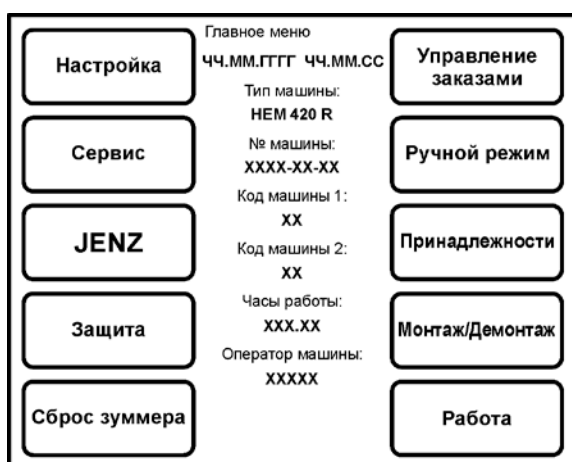 Главное меню
ЧЧ.ММ.ГГГГ ЧЧ.ММ.СС
Тип машины:
HEM 420 R
№ машины:
XXXX-XX-XX
Код машины 1:
XX
Код машины 2:
XX
Часы работы:
XXX.XX
Оператор машины:
XXXXX
Настройка
Сервис
JENZ
Защита
Сброс зуммера
Управление
заказами
Ручной режим
Принадлежности
Монтаж/Демонтаж
Работа